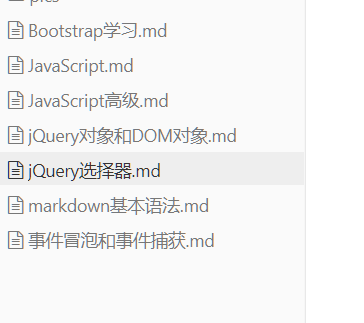 pics
Bootstrap学习.md
JavaScript.md
JavaScript高级.md
jQuery对象和DOM对象.md
jQuery选择器.md
markdown基本语法.md
事件冒泡和事件捕获.md